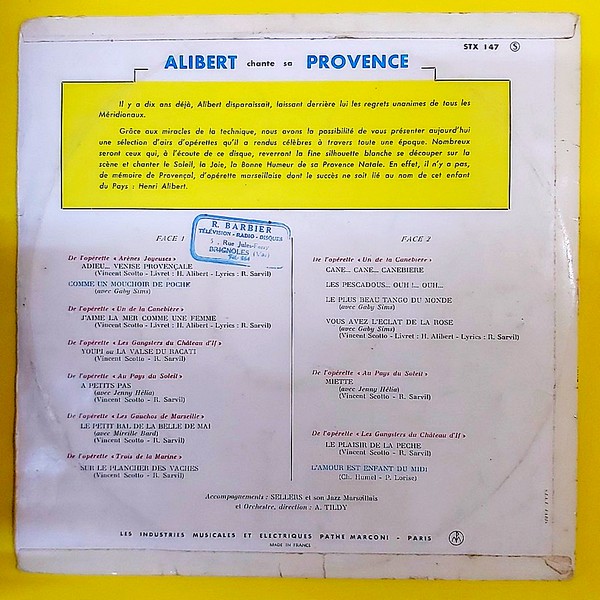 STX 147 S
ALIBERT chante sa PROVENCE
Il y a dix ans déjà, Alibert disparaissait, laissant derrière lui les regrets unanimes de tous les
Méridionaux.
Grâce aux miracles de la technique, nous avons la possibilité de vous présenter aujourd'hui
une sélection d'airs d'opérettes qu'il a rendus célèbres à travers toute une époque. Nombreux
seront ceux qui, à l'écoute de ce disque, reverront la fine silhouette blanche se découper sur la
scène et chanter le Soleil, la Joie, la Bonne Humeur de sa Provence Natale. En effet, il n'y a pas,
de mémoire de Provençal, d'opérette marseillaise dont le succès ne soit lié au nom de cet enfant
du Pays : Henri Alibert.
R. BARBIER
TÉLÉVISION - RADIO - DISQUES
5, Rue Jules-Ferry
BRIGNOLES (Var)
Tél. 554
FACE 1
De l'opérette « Arènes Joyeuses »
ADIEU... VENISE PROVENÇALE
(Vincent Scotto - Livret : H. Alibert - Lyrics : R. Sarvil)
COMME UN MOUCHOIR DE POCHE
(avec Gaby Sims)
De l'opérette « Un de la Canebière »
J'AIME LA MER COMME UNE FEMME
(Vincent Scotto - Livret : H. Alibert - Lyrics : R. Sarvil)
De l'opérette « Les Gangsters du Château d'If »
YOUPI ou LA VALSE DU RACATI
(Vincent Scotto - R. Sarvil)
De l'opérette « Au Pays du Soleil »
A PETITS PAS
(avec Jenny Hélia)
(Vincent Scotto - R. Sarvil)
De l'opérette « Les Gauchos de Marseille »
LE PETIT BAL DE LA BELLE DE MAI
(avec Mireille Bard)
(Vincent Scotto - R. Sarvil)
De l'opérette « Trois de la Marine »
SUR LE PLANCHER DES VACHES
(Vincent Scotto - R. Sarvil)
FACE 2
De l'opérette « Un de la Canebière »
CANE... CANE... CANEBIERE
LES PESCADOUS... OUH !... OUH...
LE PLUS BEAU TANGO DU MONDE
(avec Gaby Sims)
VOUS AVEZ L'ECLAT DE LA ROSE
(avec Gaby Sims)
(Vincent Scotto - Livret : H. Alibert - Lyrics : R. Sarvil)
De l'opérette « Au Pays du Soleil »
MIETTE
(avec Jenny Hélia)
(Vincent Scotto - R. Sarvil)
De l'opérette « Les Gangsters du Château d'If »
LE PLAISIR DE LA PECHE
(Vincent Scotto - R. Sarvil)
L'AMOUR EST ENFANT DU MIDI
(Ch. Humel - P. Lorise)
Accompagnements : SELLERS et son Jazz Marseillais
et Orchestre, direction : A. TILDY
LES INDUSTRIES MUSICALES ET ELECTRIQUES PATHE MARCONI - PARIS
MADE IN FRANCE